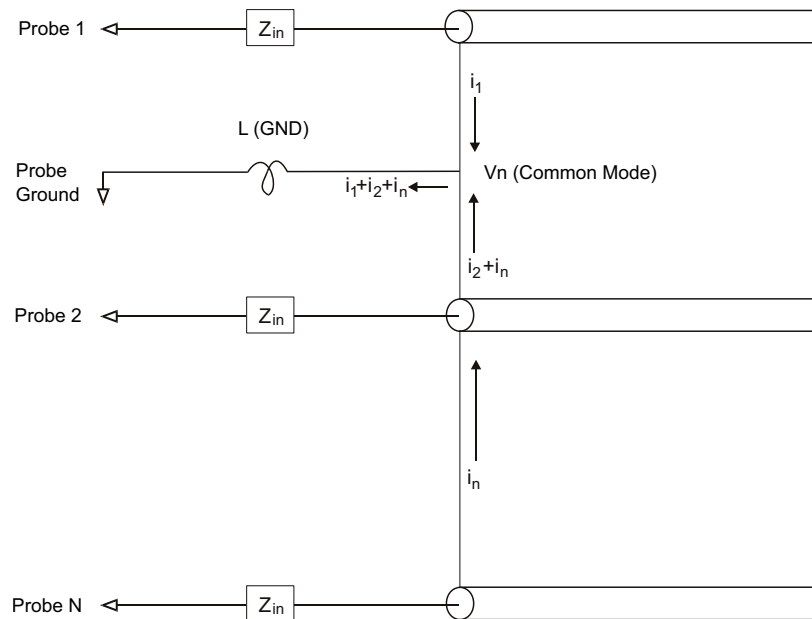 Probe 1
Zin
i1
L (GND)
Probe
Ground
Vn (Common Mode)
i1+i2+in
i2+in
Probe 2
Zin
in
Probe N
Zin